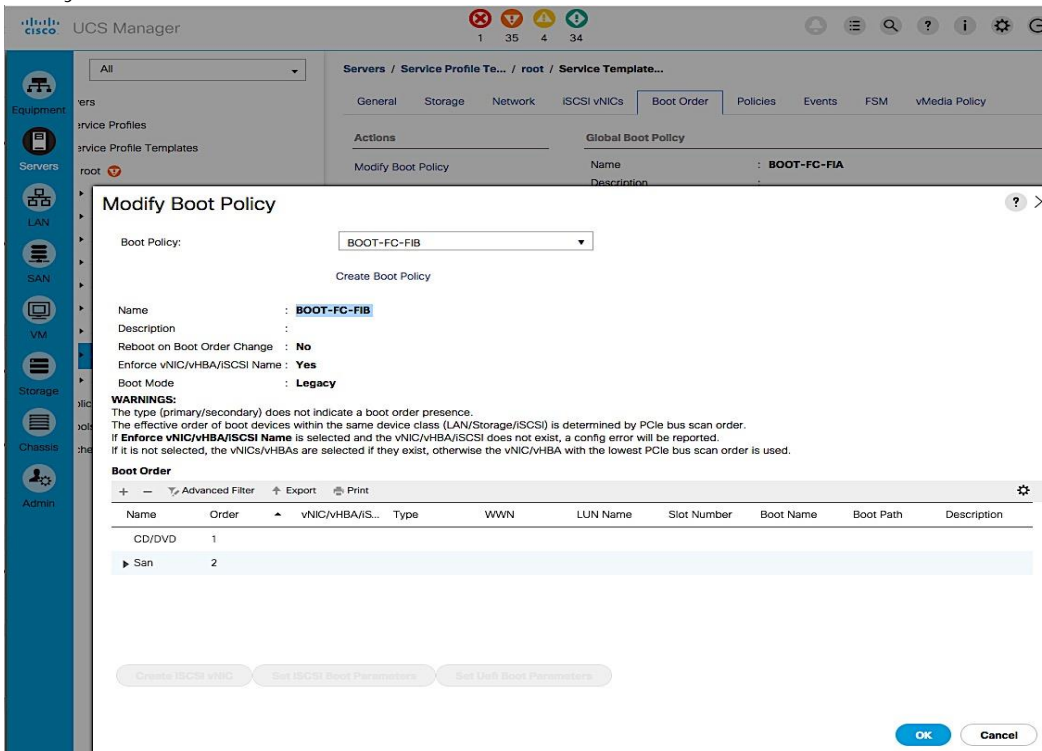 cisco UCS Manager
1 35 4 34
All
Servers / Service Profile Te... / root / Service Template...
Equipment
vers
General Storage Network iSCSI vNICs Boot Order Policies Events FSM vMedia Policy
ervice Profiles
Actions Global Boot Policy
ervice Profile Templates
Servers
root
Modify Boot Policy Name : BOOT-FC-FIA
Description :
LAN
SAN
VM
Storage
Chassis
Admin
Modify Boot Policy
Boot Policy: BOOT-FC-FIB
Create Boot Policy
Name : BOOT-FC-FIB
Description :
Reboot on Boot Order Change : No
Enforce vNIC/vHBA/iSCSI Name : Yes
Boot Mode : Legacy
WARNINGS:
The type (primary/secondary) does not indicate a boot order presence.
The effective order of boot devices within the same device class (LAN/Storage/iSCSI) is determined by PCIe bus scan order.
If Enforce vNIC/vHBA/iSCSI Name is selected and the vNIC/vHBA/iSCSI does not exist, a config error will be reported.
If it is not selected, the vNICs/vHBAs are selected if they exist, otherwise the vNIC/vHBA with the lowest PCIe bus scan order is used.
Boot Order
+ − Advanced Filter Export Print
Name Order vNIC/vHBA/iS... Type WWN LUN Name Slot Number Boot Name Boot Path Description
CD/DVD 1
San 2
Create iSCSI vNIC Set iSCSI Boot Parameters Set Uefi Boot Parameters
OK Cancel